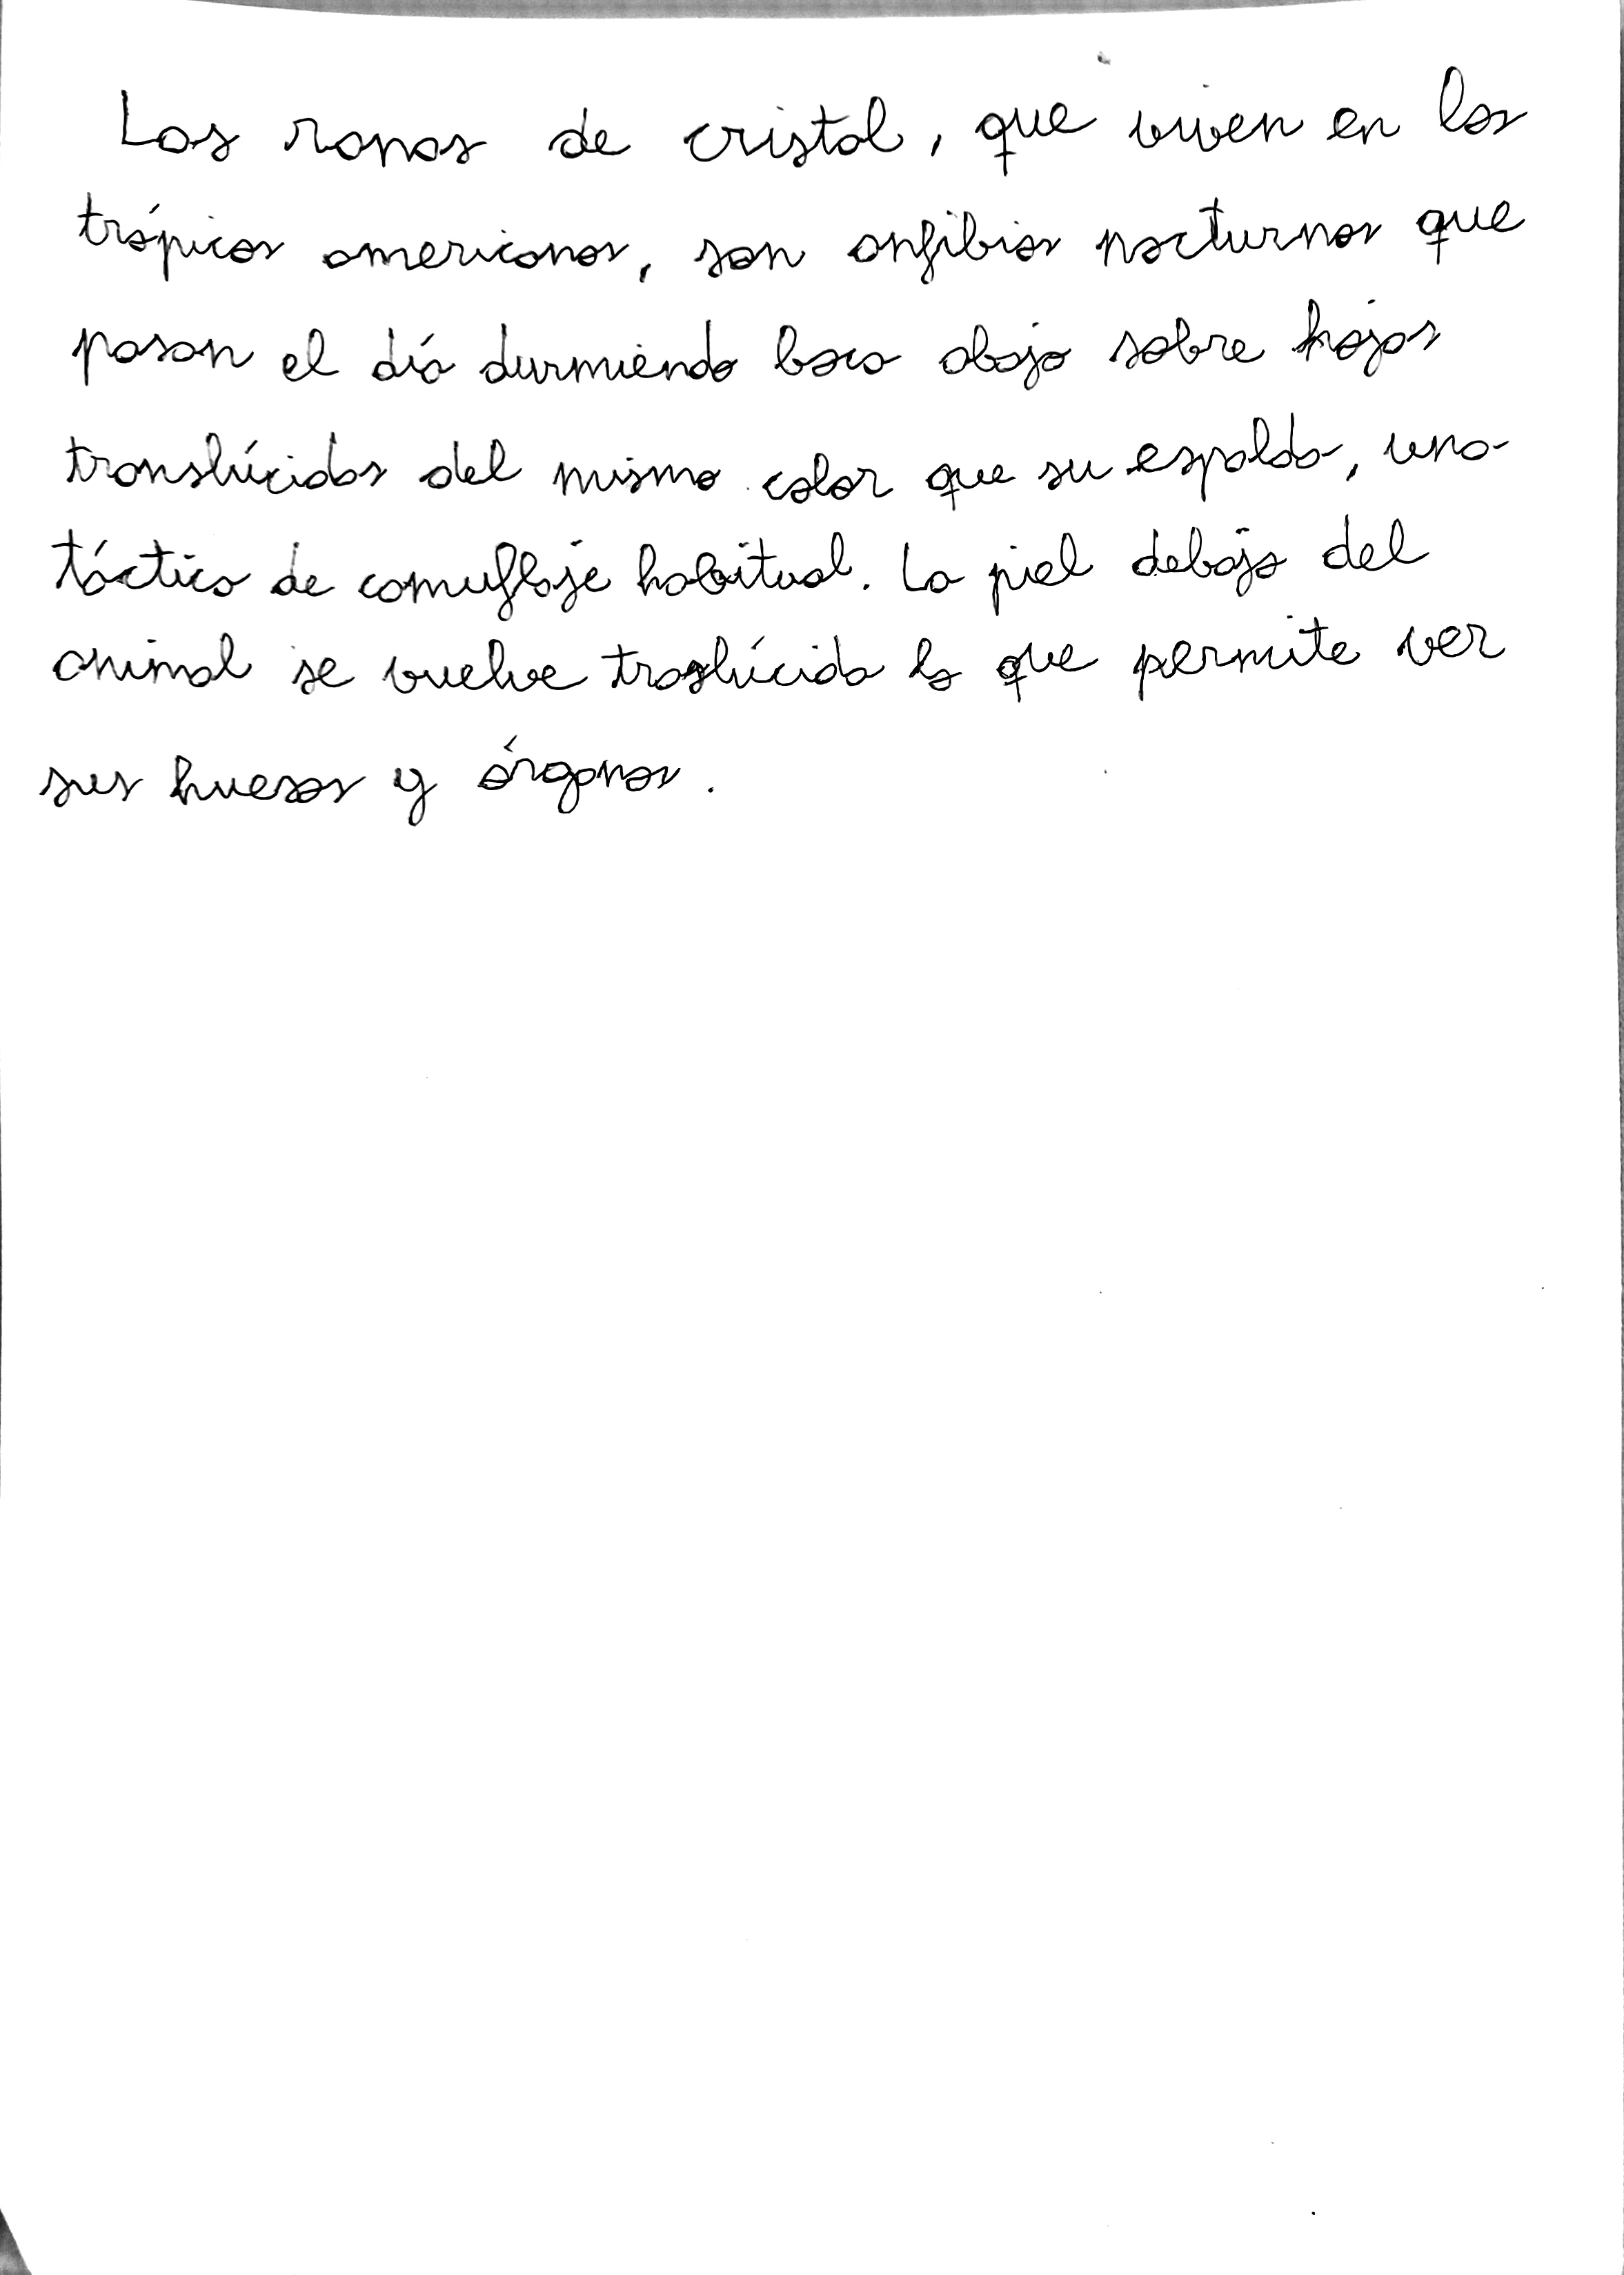 Las ranas de cristal, que viven en los
trópicos americanos, son anfibios nocturnos que
pasan el día durmiendo boca abajo sobre hojas
translúcidas del mismo color que su espalda, una
táctica de camuflaje habitual. La piel debajo del
animal se vuelve traslúcida lo que permite ver
sus huesos y órganos.